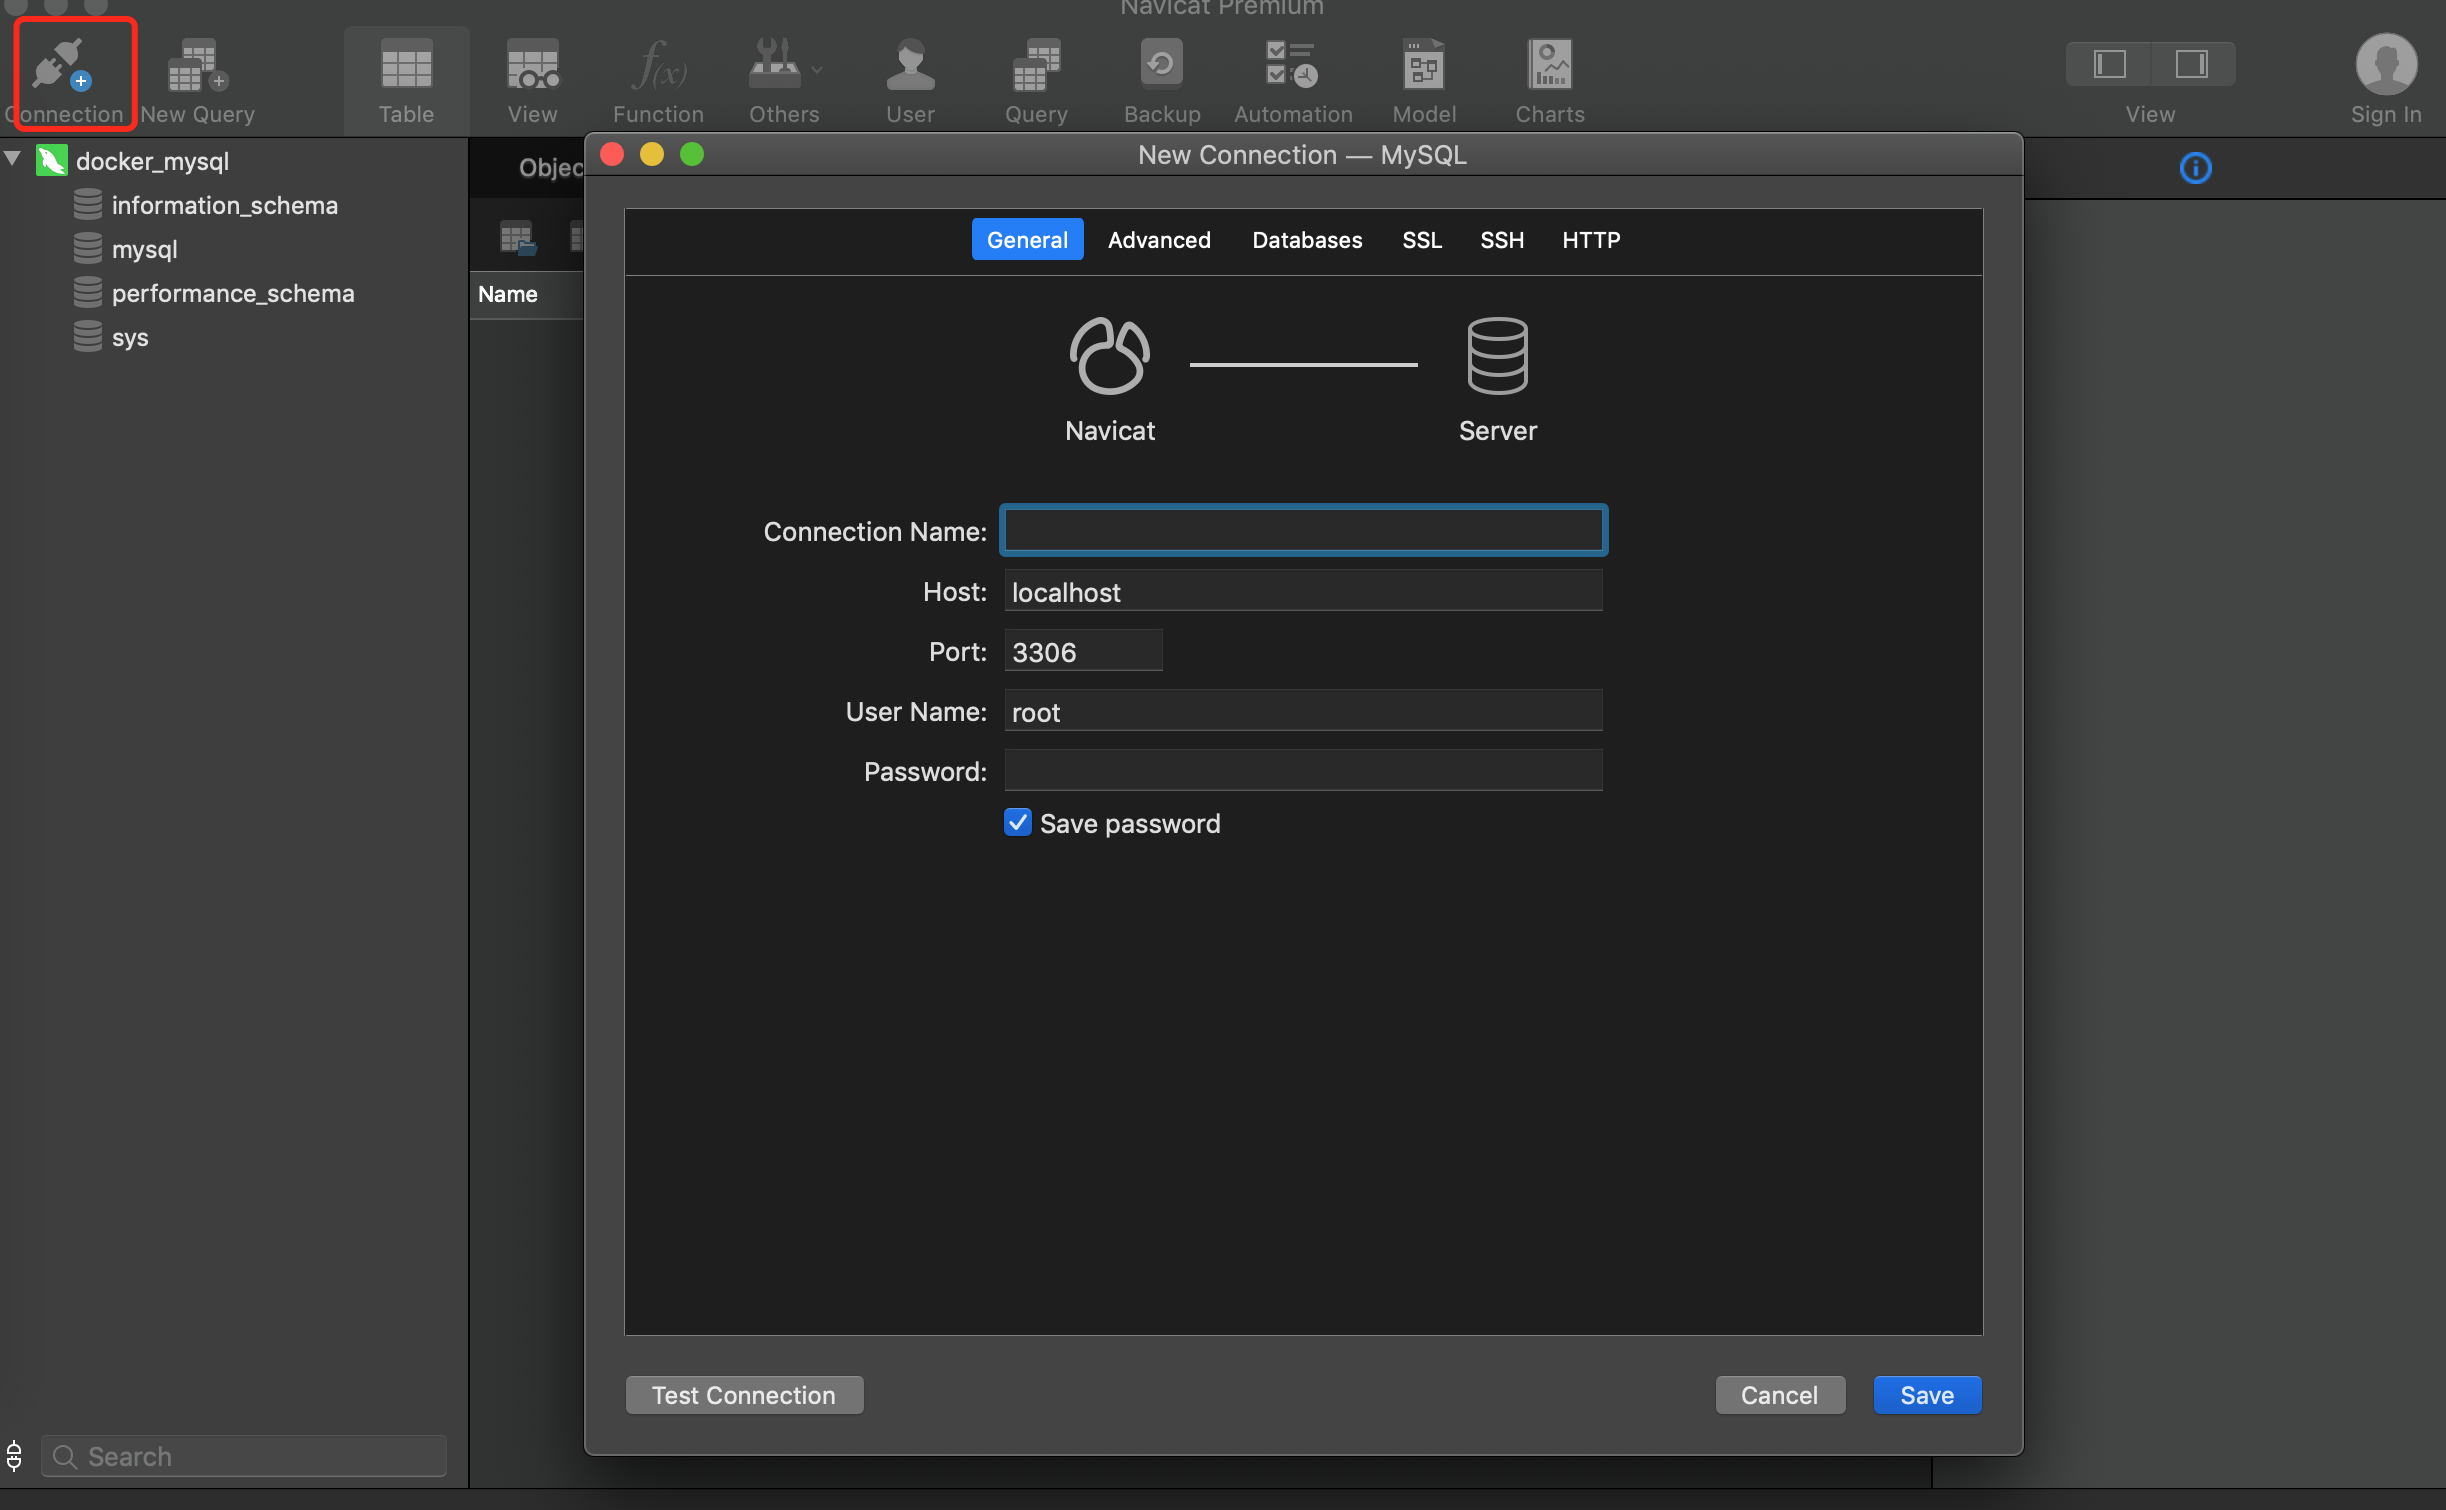 Navicat Premium
Connection
New Query
Table
View
Function
Others
User
Query
Backup
Automation
Model
Charts
View
Sign In
docker_mysql
information_schema
mysql
performance_schema
sys
Search
Objec
Name
New Connection — MySQL
General Advanced Databases SSL SSH HTTP
Navicat
Server
Connection Name:
Host: localhost
Port: 3306
User Name: root
Password:
Save password
Test Connection
Cancel
Save